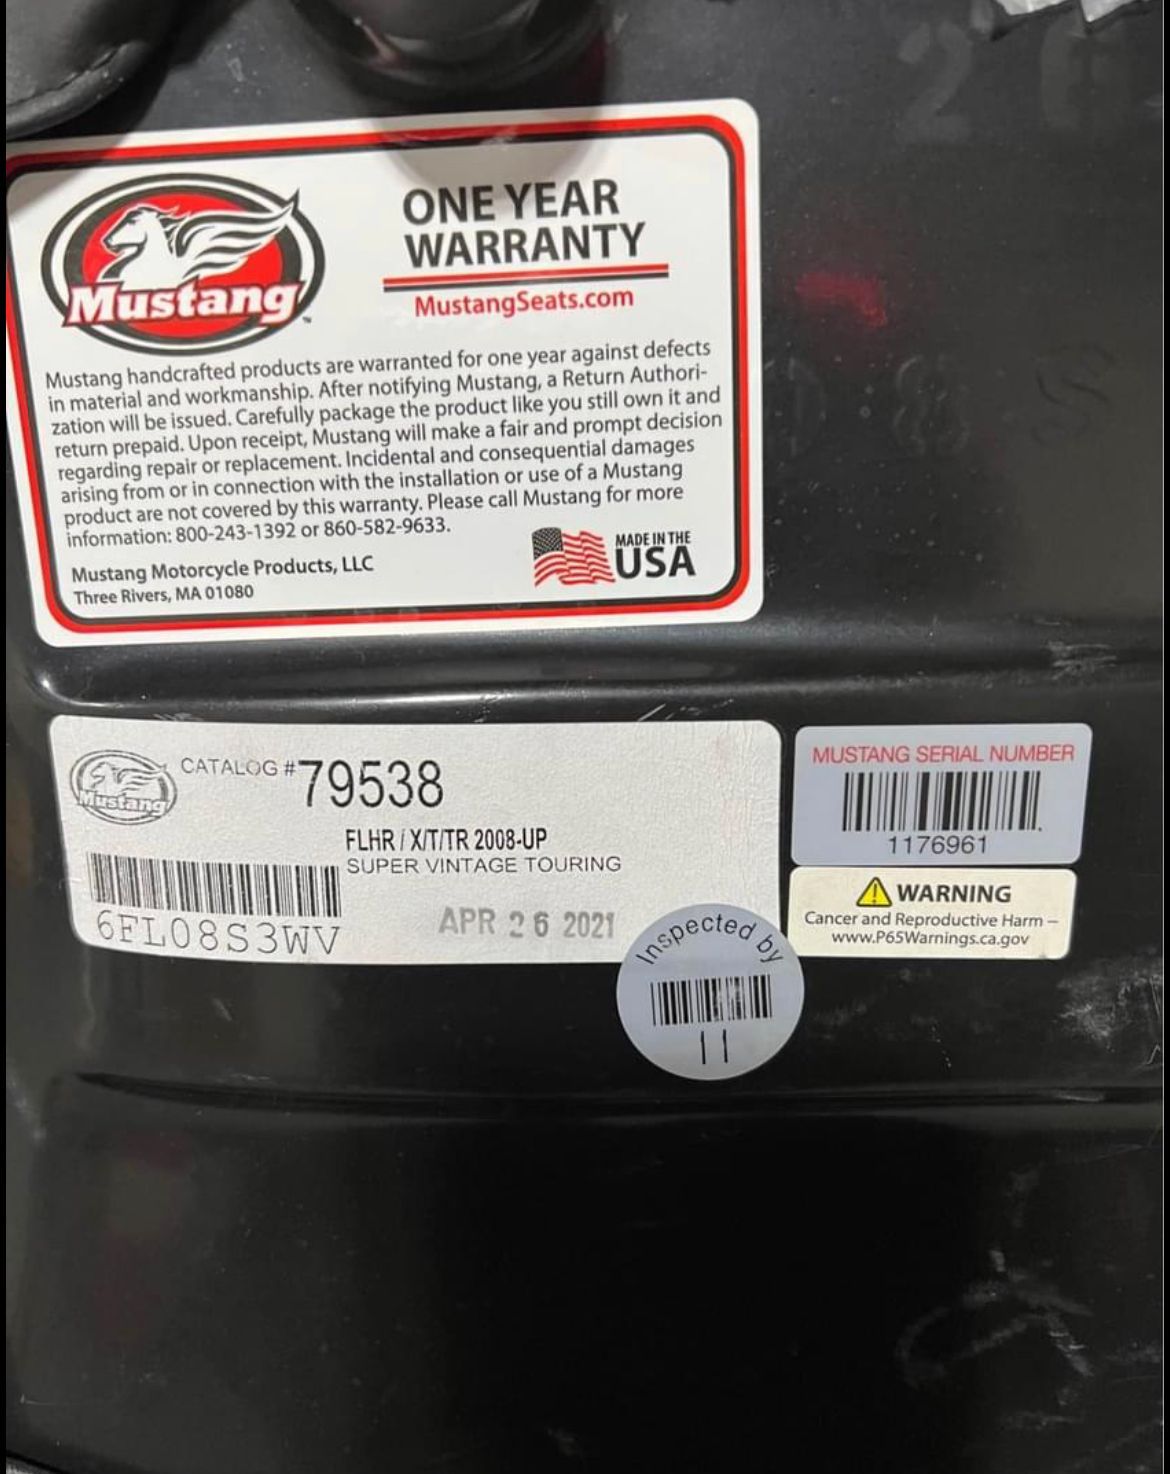 Mustang
ONE YEAR
WARRANTY
MustangSeats.com
Mustang handcrafted products are warranted for one year against defects
in material and workmanship. After notifying Mustang, a Return Authori-
zation will be issued. Carefully package the product like you still own it and
return prepaid. Upon receipt, Mustang will make a fair and prompt decision
regarding repair or replacement. Incidental and consequential damages
arising from or in connection with the installation or use of a Mustang
product are not covered by this warranty. Please call Mustang for more
information: 800-243-1392 or 860-582-9633.
Mustang Motorcycle Products, LLC
Three Rivers, MA 01080
MADE IN THE
USA
Mustang
CATALOG # 79538
FLHR / X/T/TR 2008-UP
SUPER VINTAGE TOURING
6FL08S3WV
APR 26 2021
MUSTANG SERIAL NUMBER
1176961
WARNING
Cancer and Reproductive Harm –
www.P65Warnings.ca.gov
Inspected by
11